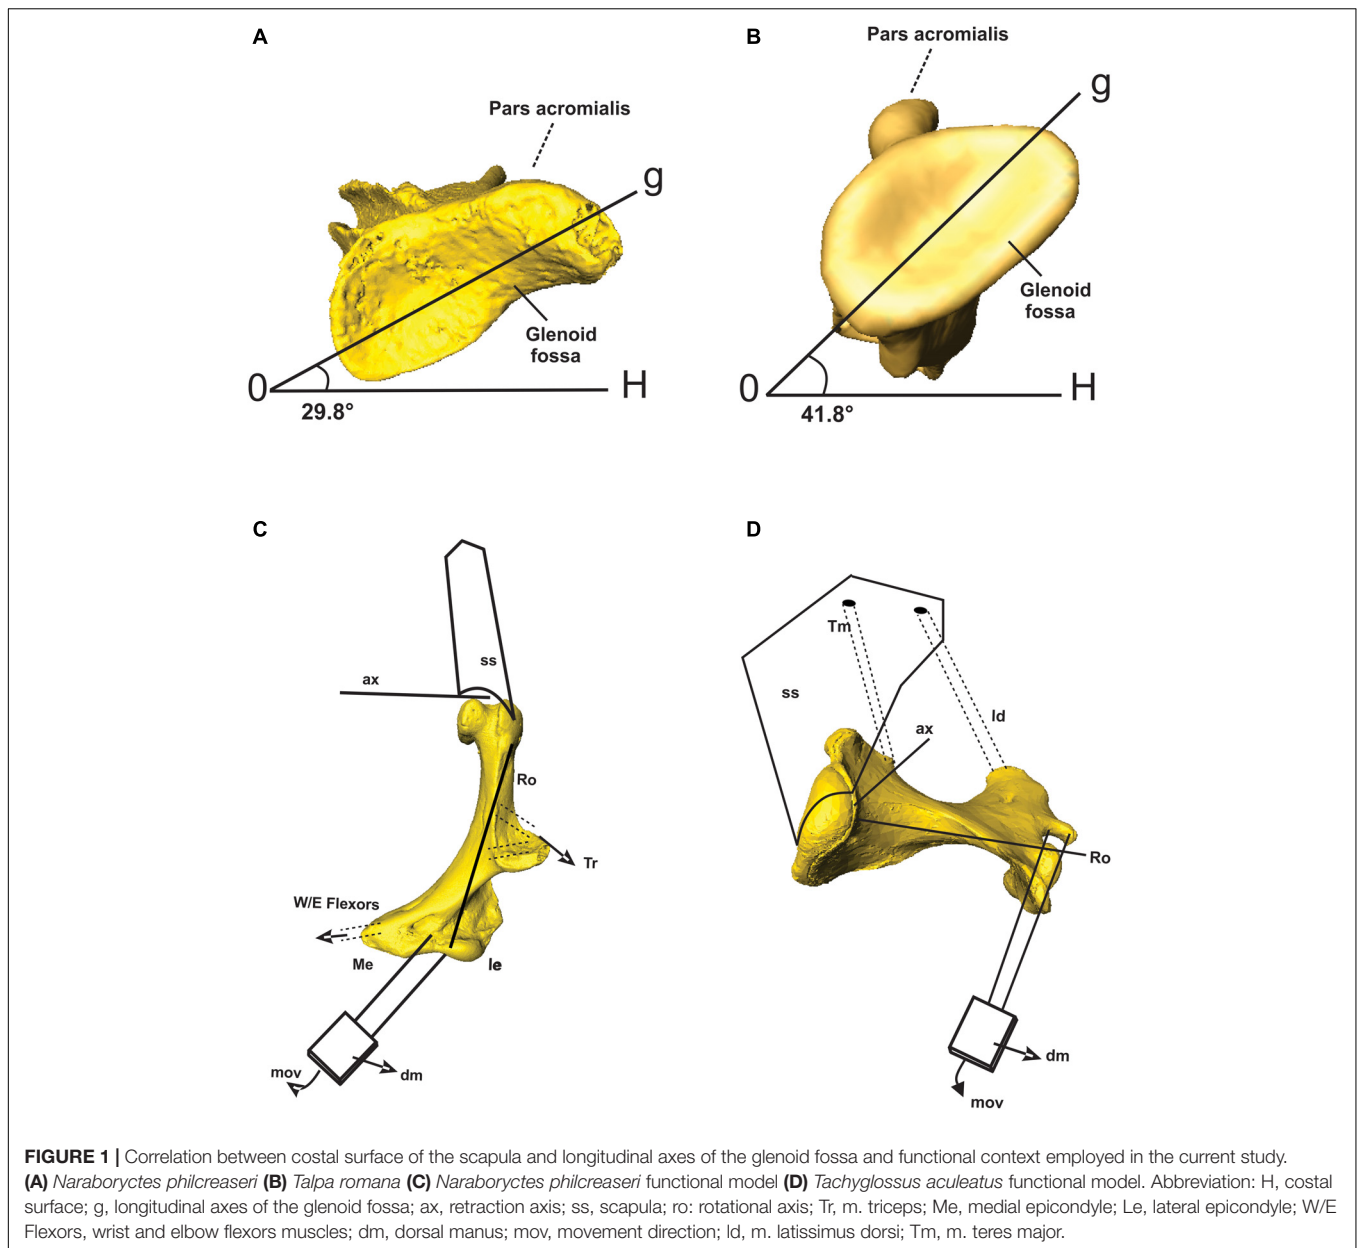 A
Pars acromialis
g
Glenoid
fossa
0
H
29.8°
B
Pars acromialis
g
Glenoid
fossa
0
H
41.8°
C
ss
ax
Ro
Tr
W/E Flexors
Me
le
mov
dm
D
Tm
ss
ld
ax
Ro
dm
mov
FIGURE 1 | Correlation between costal surface of the scapula and longitudinal axes of the glenoid fossa and functional context employed in the current study.
(A) Naraboryctes philcreaseri (B) Talpa romana (C) Naraboryctes philcreaseri functional model (D) Tachyglossus aculeatus functional model. Abbreviation: H, costal
surface; g, longitudinal axes of the glenoid fossa; ax, retraction axis; ss, scapula; ro: rotational axis; Tr, m. triceps; Me, medial epicondyle; Le, lateral epicondyle; W/E
Flexors, wrist and elbow flexors muscles; dm, dorsal manus; mov, movement direction; ld, m. latissimus dorsi; Tm, m. teres major.